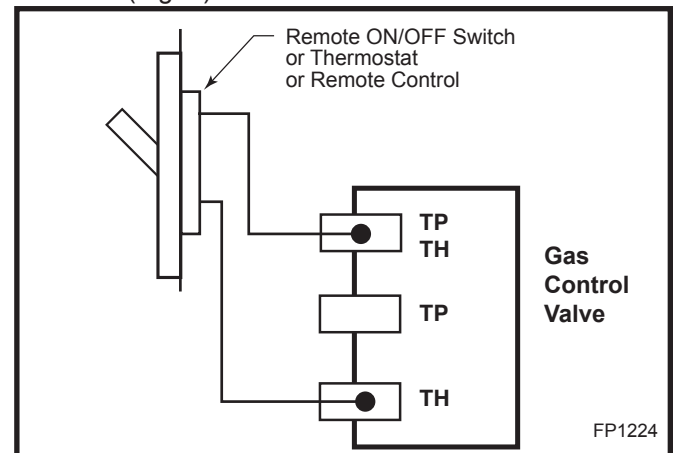 Remote ON/OFF Switch
or Thermostat
or Remote Control
TP
TH
Gas
Control
Valve
TP
TH
FP1224